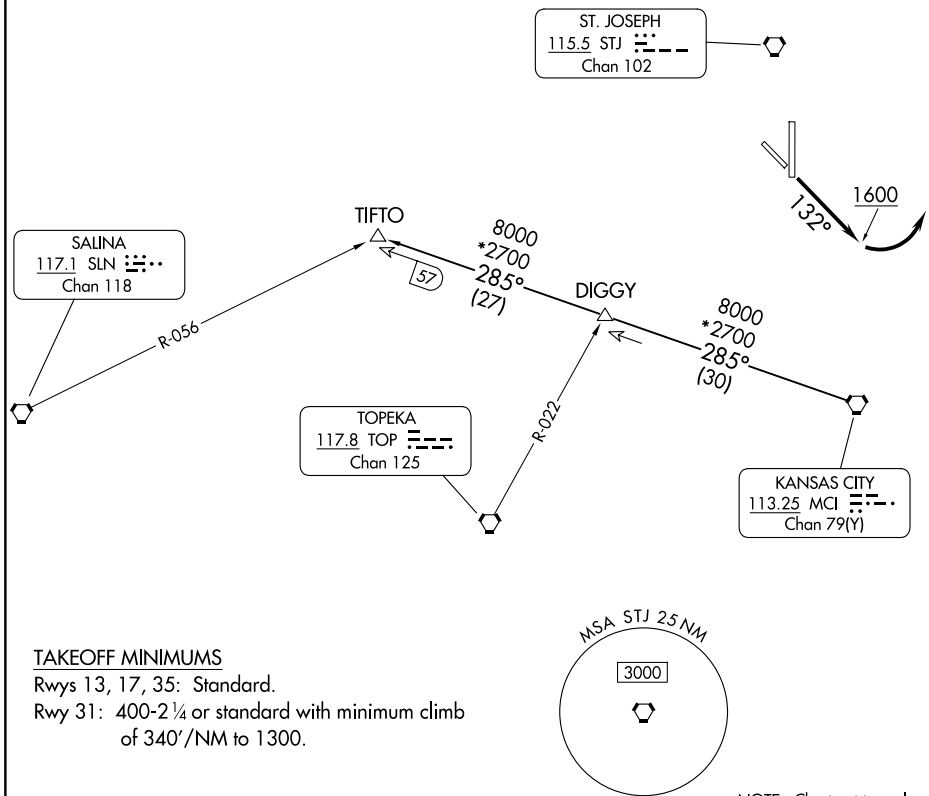 ST. JOSEPH
115.5 STJ
Chan 102
132°
1600
TIFTO
8000
*2700
285°
(27)
57
SALINA
117.1 SLN
Chan 118
R-056
DIGGY
8000
*2700
285°
(30)
R-022
TOPEKA
117.8 TOP
Chan 125
KANSAS CITY
113.25 MCI
Chan 79(Y)
TAKEOFF MINIMUMS
Rwys 13, 17, 35: Standard.
Rwy 31: 400-2¼ or standard with minimum climb
of 340'/NM to 1300.
MSA STJ 25 NM
3000